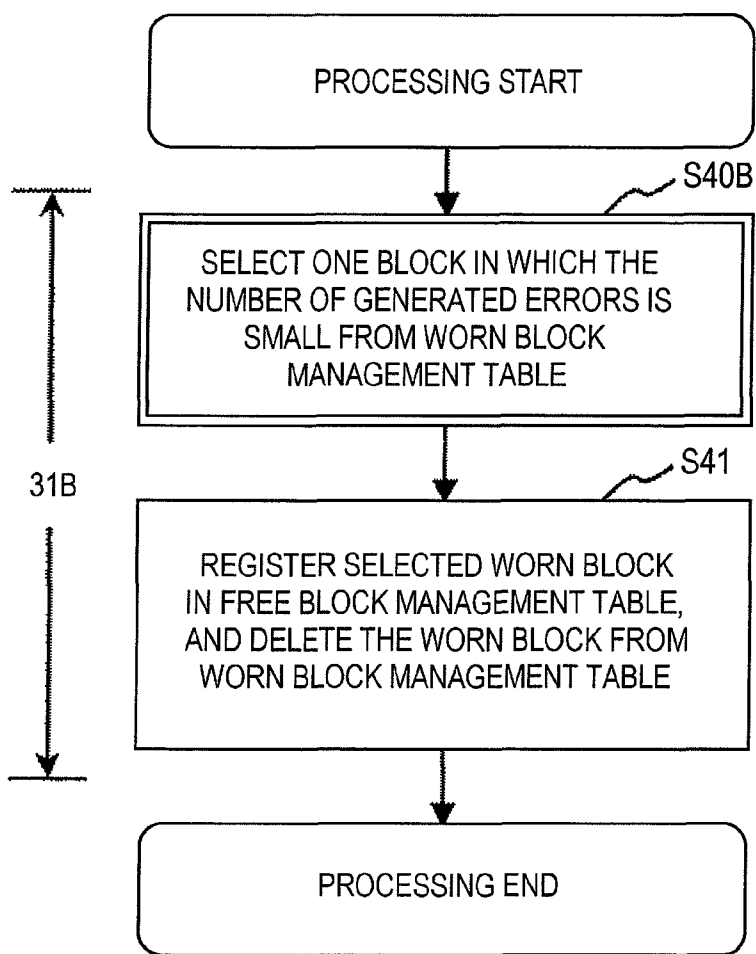 PROCESSING START
S40B
SELECT ONE BLOCK IN WHICH THE
NUMBER OF GENERATED ERRORS IS
SMALL FROM WORN BLOCK
MANAGEMENT TABLE
31B
S41
REGISTER SELECTED WORN BLOCK
IN FREE BLOCK MANAGEMENT TABLE,
AND DELETE THE WORN BLOCK FROM
WORN BLOCK MANAGEMENT TABLE
PROCESSING END